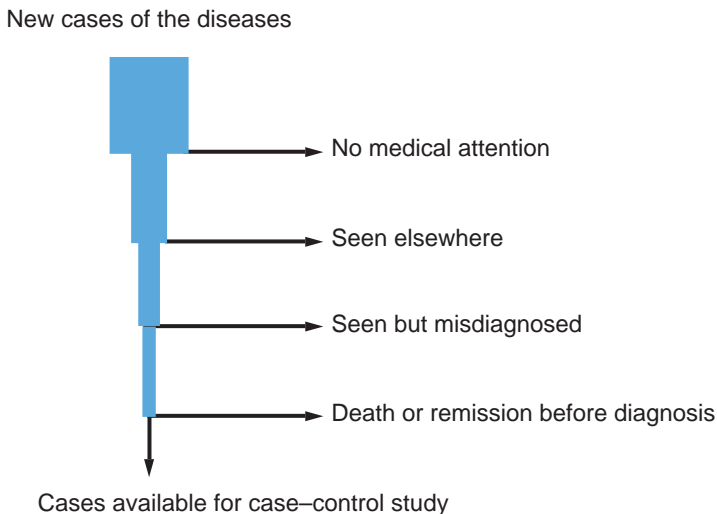 New cases of the diseases
No medical attention
Seen elsewhere
Seen but misdiagnosed
Death or remission before diagnosis
Cases available for case–control study